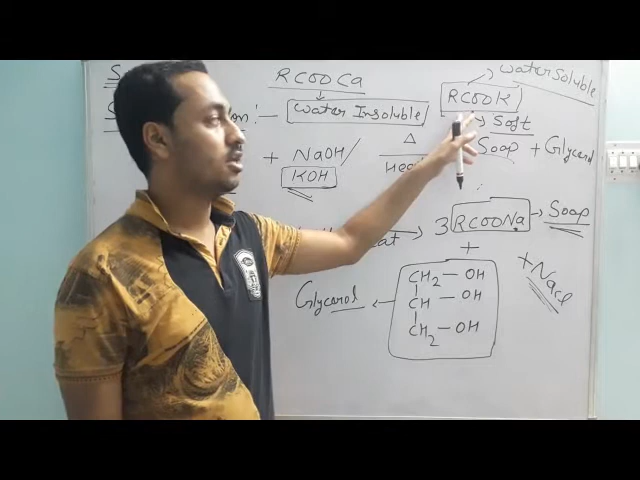 RCOOCa
Water Soluble
RCOOK
Water Insoluble
Soft
+ NaOH/
Δ
Soap + Glycerol
KOH
3 RCOONa → Soap
+
+ NaCl
Glycerol ←
CH2 — OH
CH — OH
CH2 — OH